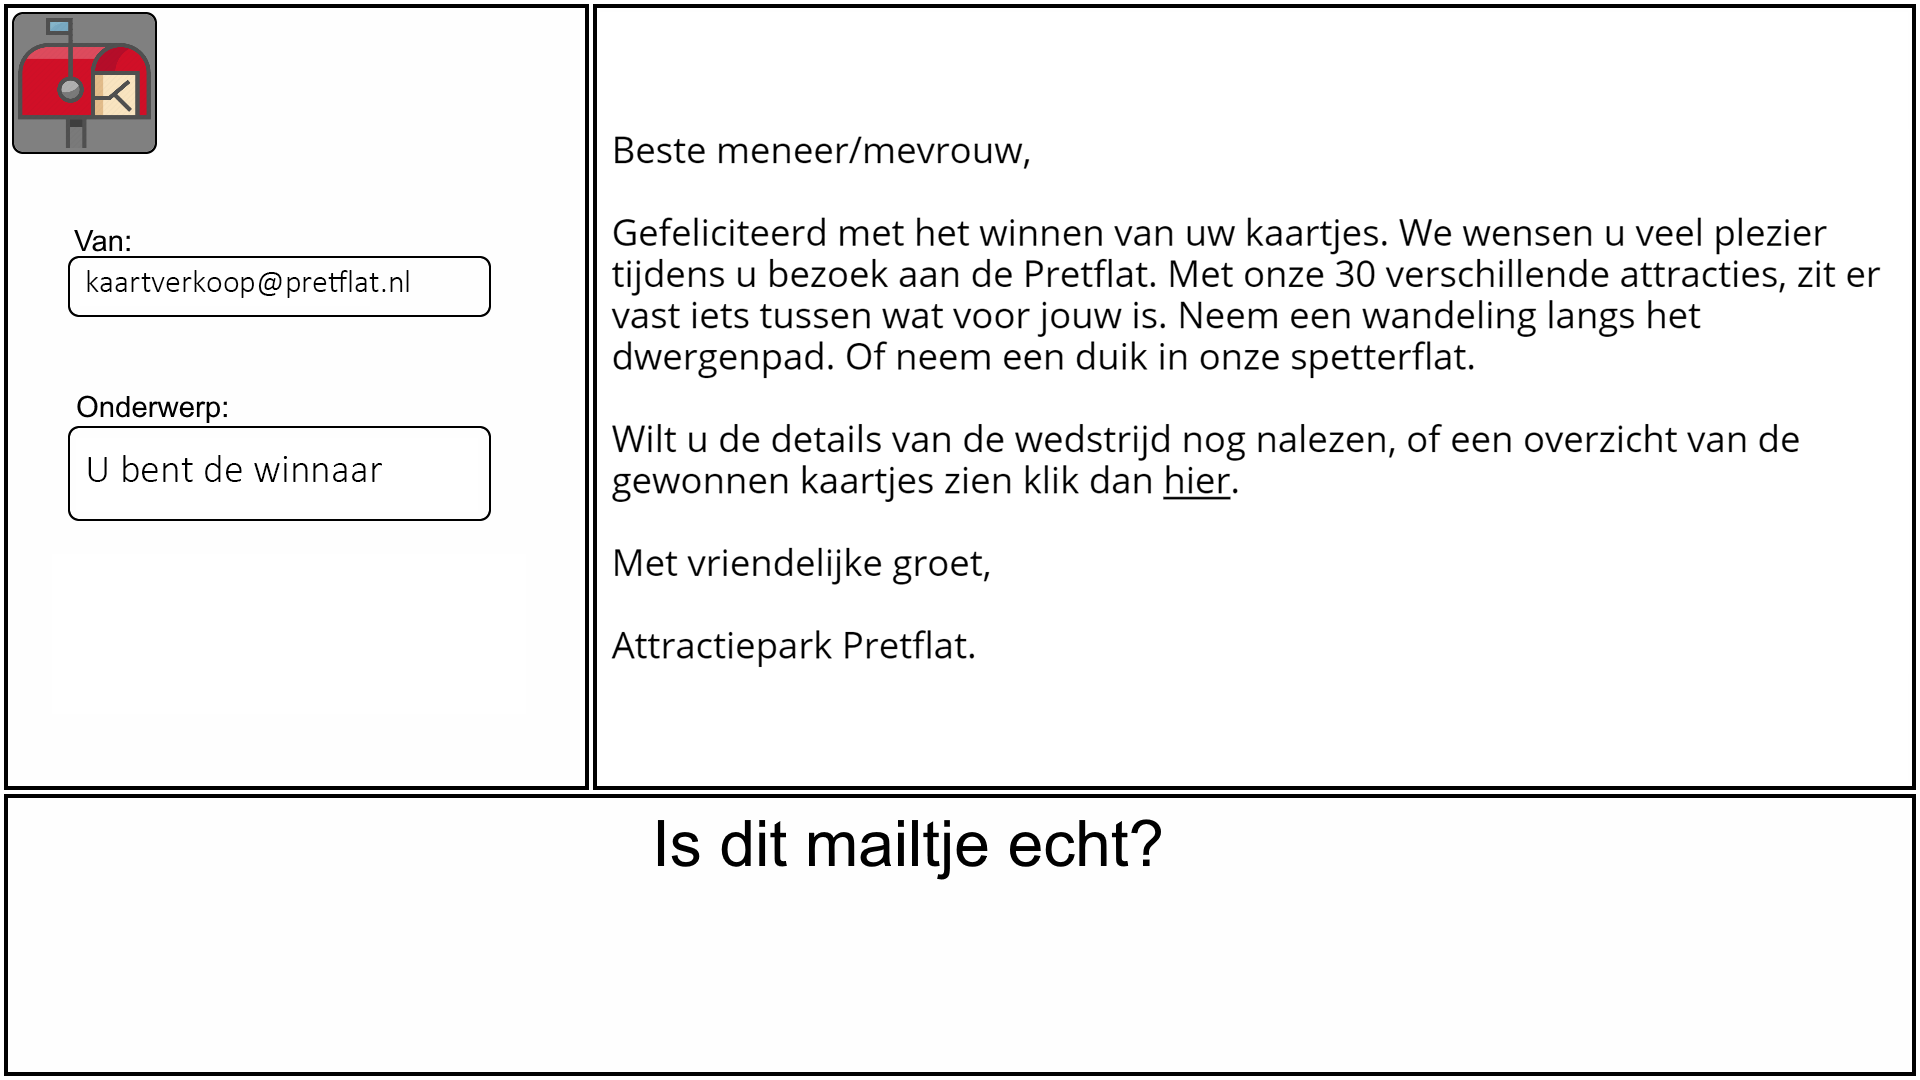 Van:
kaartverkoop@pretflat.nl
Onderwerp:
U bent de winnaar
Beste meneer/mevrouw,
Gefeliciteerd met het winnen van uw kaartjes. We wensen u veel plezier
tijdens u bezoek aan de Pretflat. Met onze 30 verschillende attracties, zit er
vast iets tussen wat voor jouw is. Neem een wandeling langs het
dwergenpad. Of neem een duik in onze spetterflat.
Wilt u de details van de wedstrijd nog nalezen, of een overzicht van de
gewonnen kaartjes zien klik dan hier.
Met vriendelijke groet,
Attractiepark Pretflat.
Is dit mailtje echt?